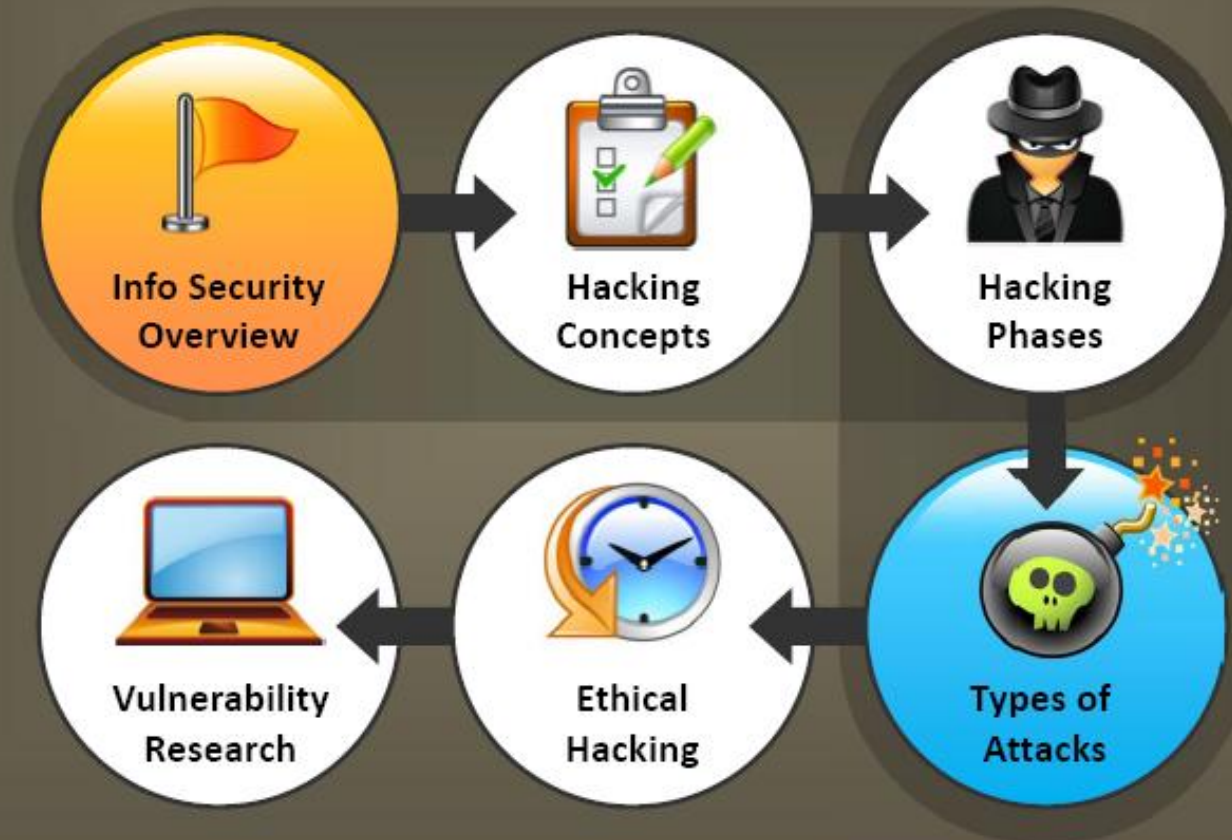 Info Security
Overview
Hacking
Concepts
Hacking
Phases
Types of
Attacks
Ethical
Hacking
Vulnerability
Research